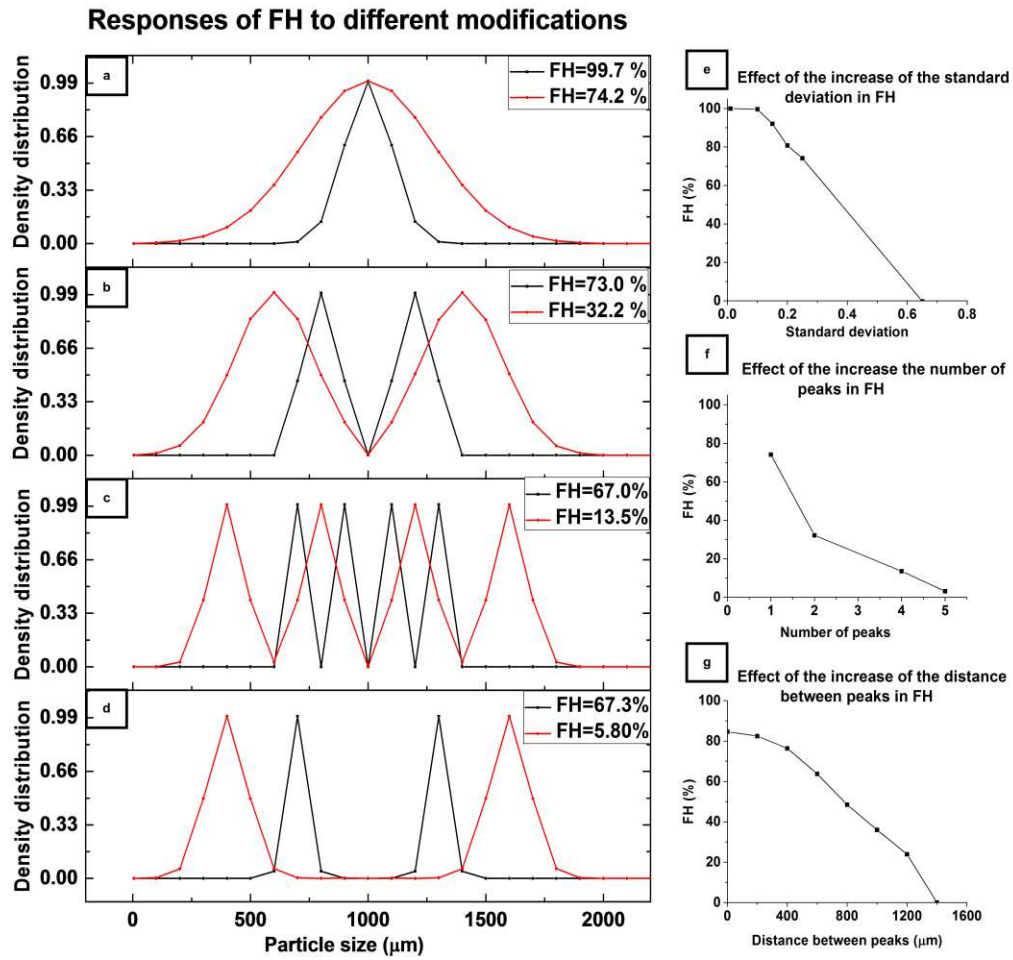 Responses of FH to different modifications
a
FH=99.7 %
FH=74.2 %
Density distribution
0.99
0.66
0.33
0.00
b
FH=73.0 %
FH=32.2 %
Density distribution
0.99
0.66
0.33
0.00
c
FH=67.0%
FH=13.5%
Density distribution
0.99
0.66
0.33
0.00
d
FH=67.3%
FH=5.80%
Density distribution
0.99
0.66
0.33
0.00
0 500 1000 1500 2000
Particle size (μm)
e
Effect of the increase of the standard
deviation in FH
FH (%)
100
80
60
40
20
0
0.0 0.2 0.4 0.6 0.8
Standard deviation
f
Effect of the increase the number of
peaks in FH
FH (%)
100
80
60
40
20
0
0 1 2 3 4 5
Number of peaks
g
Effect of the increase of the distance
between peaks in FH
FH (%)
100
80
60
40
20
0
0 400 800 1200 1600
Distance between peaks (μm)